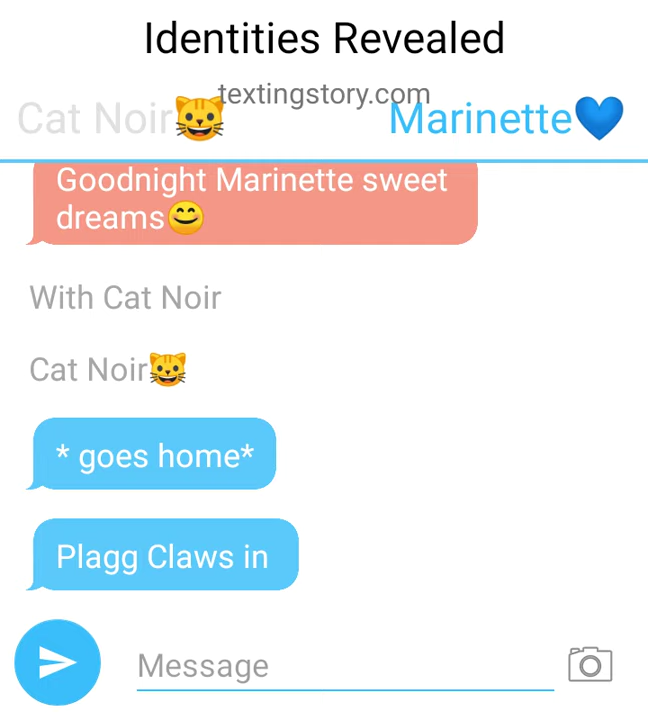 Identities Revealed
textingstory.com
Cat Noir😺 Marinette💙
Goodnight Marinette sweet
dreams😊
With Cat Noir
Cat Noir😺
* goes home*
Plagg Claws in
Message